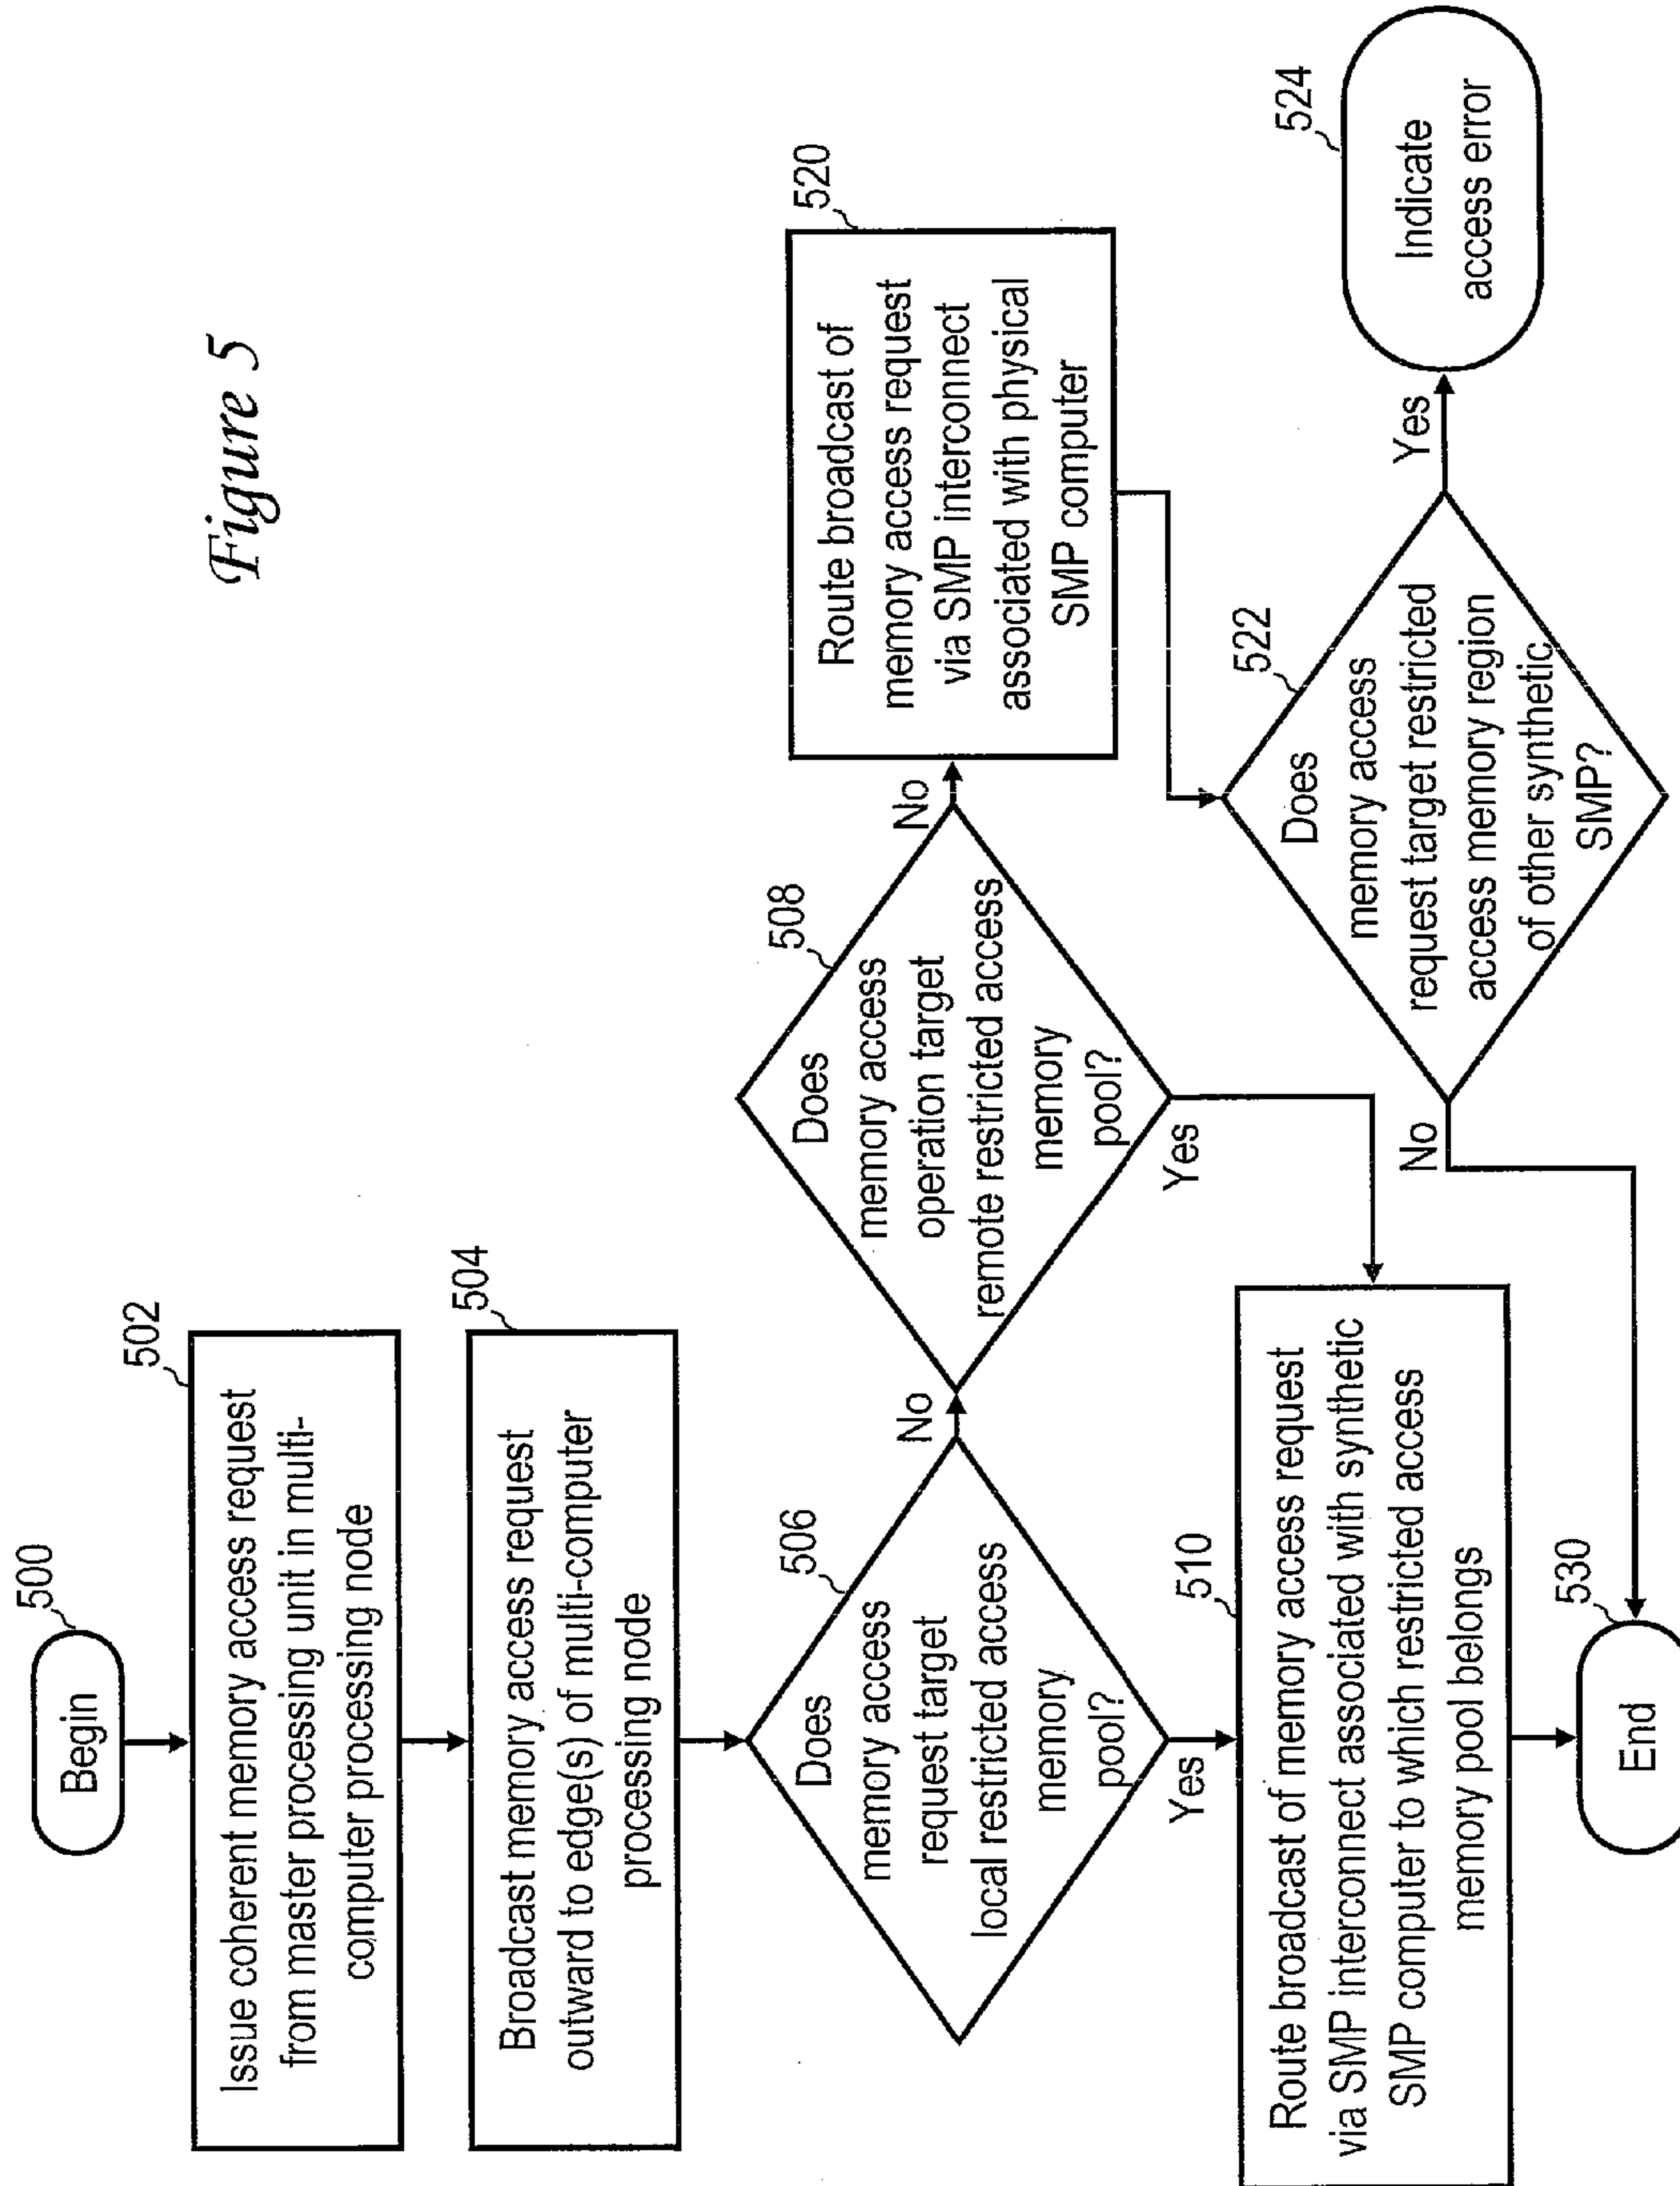 Figure 5
500
Begin
502
Issue coherent memory access request
from master processing unit in multi-
computer processing node
504
Broadcast memory access request
outward to edge(s) of multi-computer
processing node
506
Does
memory access
request target
local restricted access
memory
pool?
No
Yes
508
Does
memory access
operation target
remote restricted access
memory
pool?
No
Yes
510
Route broadcast of memory access request
via SMP interconnect associated with synthetic
SMP computer to which restricted access
memory pool belongs
520
Route broadcast of
memory access request
via SMP interconnect
associated with physical
SMP computer
522
Does
memory access
request target restricted
access memory region
of other synthetic
SMP?
Yes
No
524
Indicate
access error
530
End